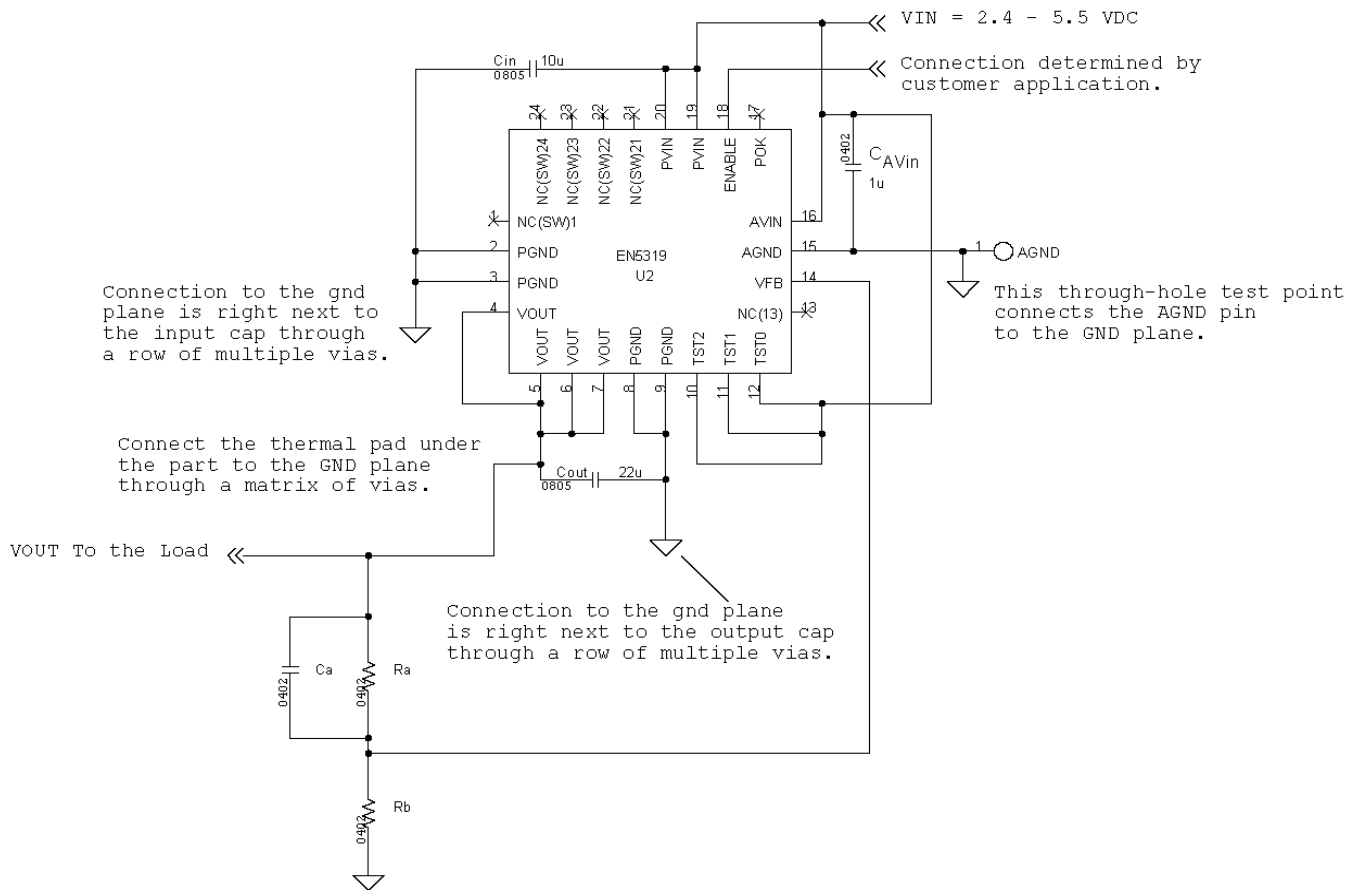 VIN = 2.4 - 5.5 VDC
Connection determined by
customer application.
Cin
0805
10u
24
23
22
21
20
19
18
17
NC(SW)24
NC(SW)23
NC(SW)22
NC(SW)21
PVIN
PVIN
ENABLE
POK
0402
CAVin
1u
1
NC(SW)1
AVIN
16
2
PGND
EN5319
AGND
15
1
AGND
U2
3
PGND
VFB
14
4
VOUT
NC(13)
13
This through-hole test point
connects the AGND pin
to the GND plane.
Connection to the gnd
plane is right next to
the input cap through
a row of multiple vias.
VOUT
VOUT
VOUT
PGND
PGND
TST2
TST1
TST0
5
6
7
8
9
10
11
12
Connect the thermal pad under
the part to the GND plane
through a matrix of vias.
Cout
0805
22u
VOUT To the Load
Connection to the gnd plane
is right next to the output cap
through a row of multiple vias.
Ca
0402
Ra
0402
Rb
0402